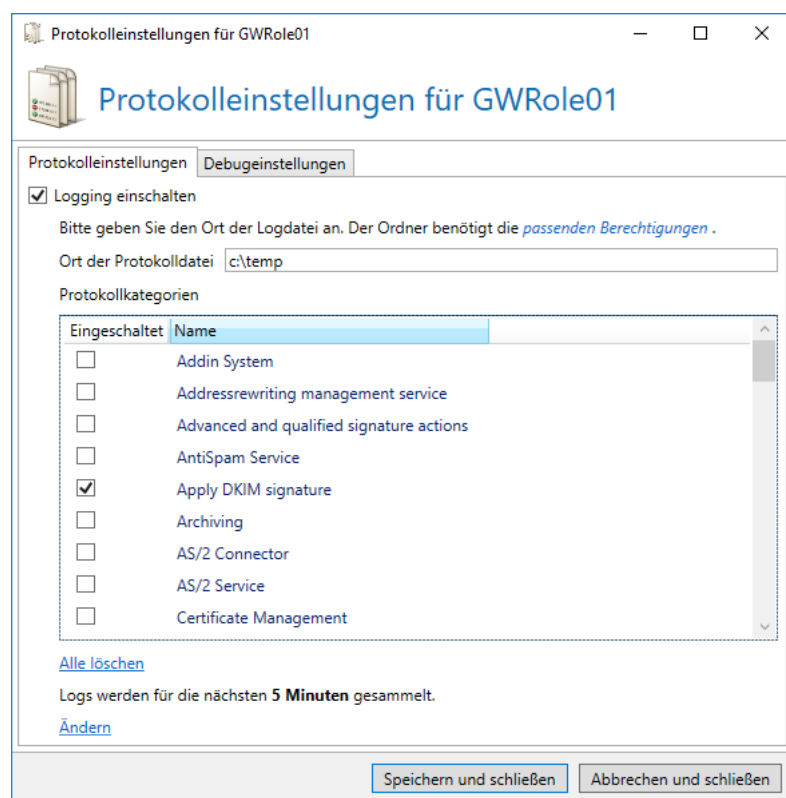 Protokolleinstellungen für GWRole01
Protokolleinstellungen für GWRole01
Protokolleinstellungen Debugeinstellungen
Logging einschalten
Bitte geben Sie den Ort der Logdatei an. Der Ordner benötigt die passenden Berechtigungen .
Ort der Protokolldatei c:\temp
Protokollkategorien
Eingeschaltet Name
Addin System
Addressrewriting management service
Advanced and qualified signature actions
AntiSpam Service
Apply DKIM signature
Archiving
AS/2 Connector
AS/2 Service
Certificate Management
Alle löschen
Logs werden für die nächsten 5 Minuten gesammelt.
Ändern
Speichern und schließen Abbrechen und schließen